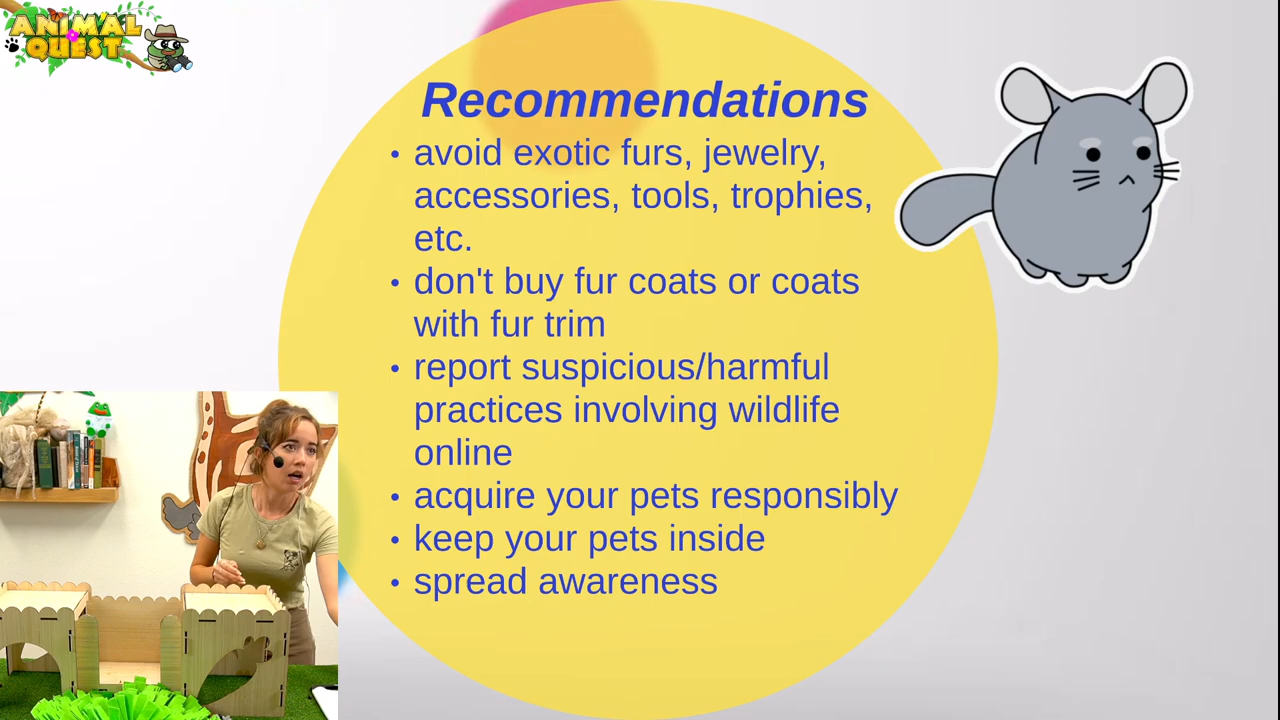 ANIMAL
QUEST
Recommendations
• avoid exotic furs, jewelry,
accessories, tools, trophies,
etc.
• don't buy fur coats or coats
with fur trim
• report suspicious/harmful
practices involving wildlife
online
• acquire your pets responsibly
• keep your pets inside
• spread awareness